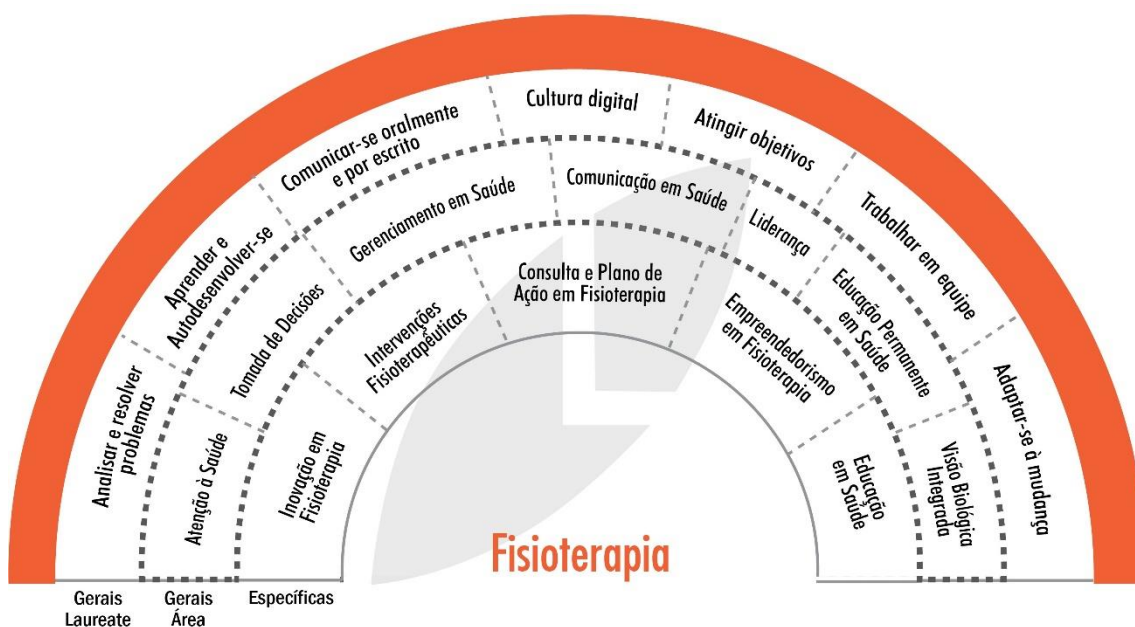 Analisar e resolver
problemas
Aprender e
Autodesenvolver-se
Comunicar-se oralmente
e por escrito
Cultura digital
Atingir objetivos
Trabalhar em equipe
Adaptar-se à mudança
Atenção à Saúde
Tomada de Decisões
Gerenciamento em Saúde
Comunicação em Saúde
Liderança
Educação Permanente
em Saúde
Visão Biológica
Integrada
Inovação em
Fisioterapia
Intervenções
Fisioterapêuticas
Consulta e Plano de
Ação em Fisioterapia
Empreendedorismo
em Fisioterapia
Educação
em Saúde
Fisioterapia
Gerais
Laureate
Gerais
Área
Específicas